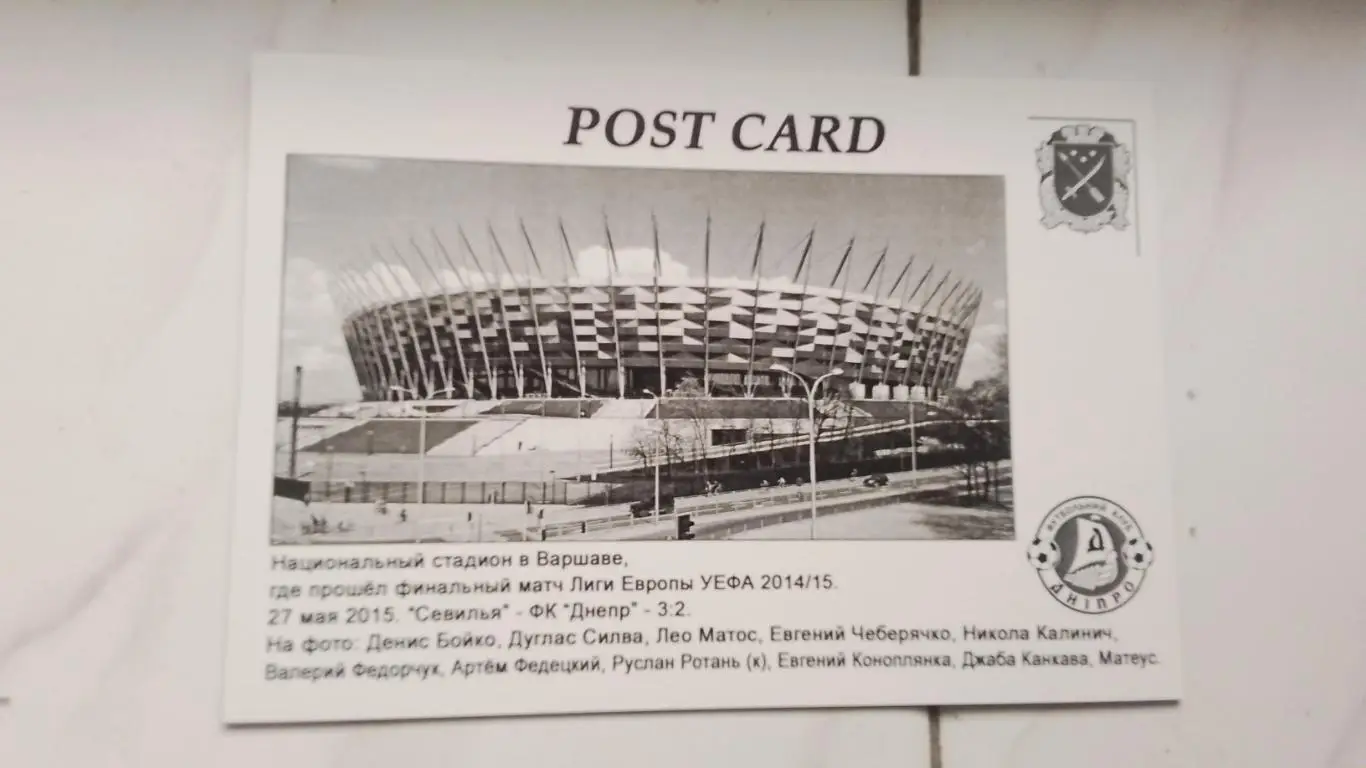 POST CARD
Национальный стадион в Варшаве,
где прошёл финальный матч Лиги Европы УЕФА 2014/15.
27 мая 2015. "Севилья" - ФК "Днепр" - 3:2.
На фото: Денис Бойко, Дуглас Силва, Лео Матос, Евгений Чеберячко, Никола Калинич,
Валерий Федорчук, Артём Федецкий, Руслан Ротань (к), Евгений Коноплянка, Джаба Канкава, Матеус.
ФУТБОЛЬНИЙ КЛУБ
Д
ДНІПРО